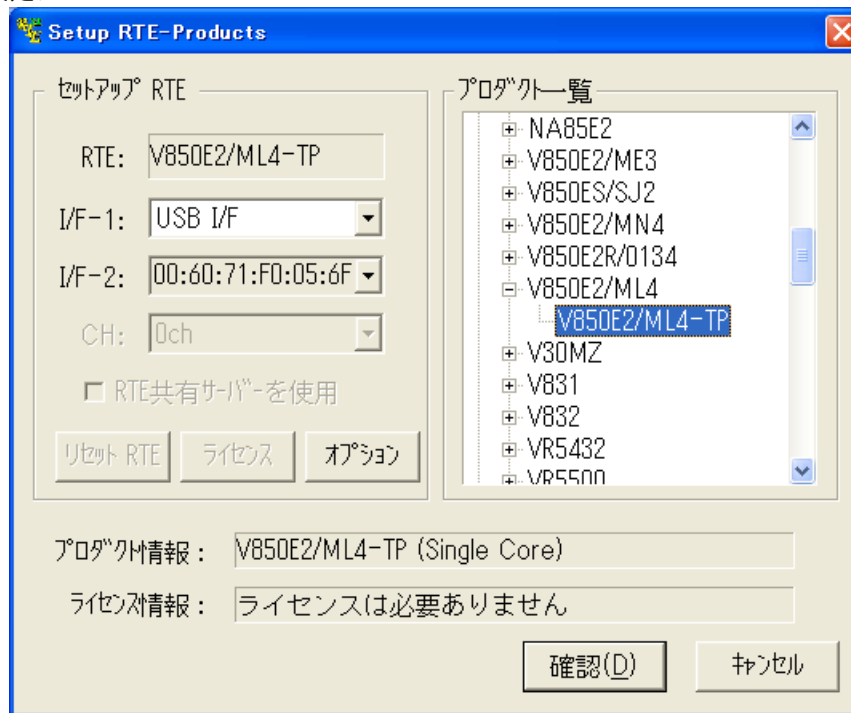 Setup RTE-Products
セットアップ RTE
RTE: V850E2/ML4-TP
I/F-1: USB I/F
I/F-2: 00:60:71:F0:05:6F
CH: 0ch
RTE共有サーバーを使用
リセット RTE ライセンス オプション
プロダクト一覧
NA85E2
V850E2/ME3
V850ES/SJ2
V850E2/MN4
V850E2R/0134
V850E2/ML4
V850E2/ML4-TP
V30MZ
V831
V832
VR5432
VR5500
プロダクト情報: V850E2/ML4-TP (Single Core)
ライセンス情報: ライセンスは必要ありません
確認(D) キャンセル